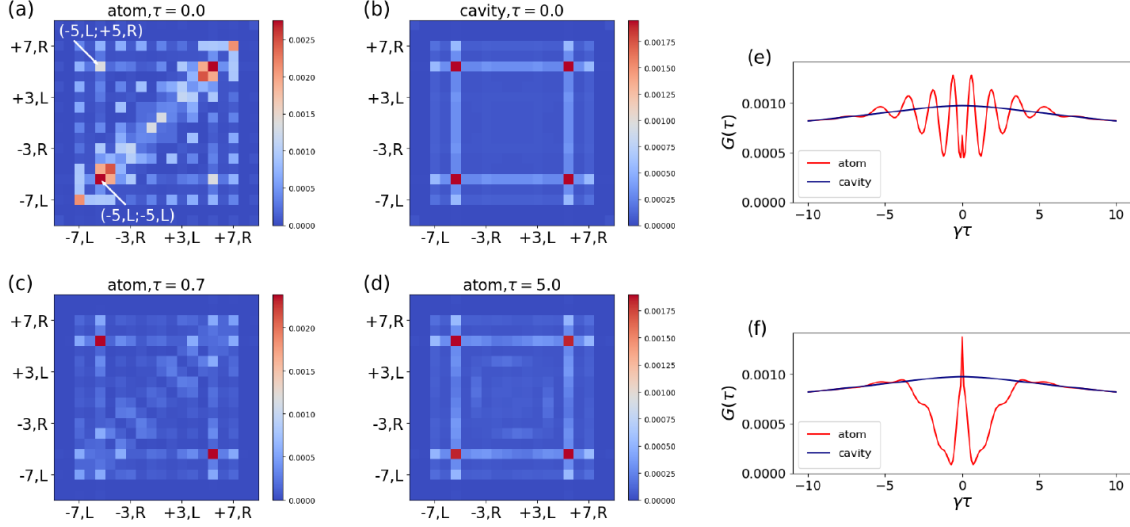 (a)
atom,τ = 0.0
(-5,L;+5,R)
(-5,L;-5,L)
+7,R
+3,L
-3,R
-7,L
-7,L -3,R +3,L +7,R
0.0025
0.0020
0.0015
0.0010
0.0005
0.0000
(b)
cavity,τ = 0.0
+7,R
+3,L
-3,R
-7,L
-7,L -3,R +3,L +7,R
0.00175
0.00150
0.00125
0.00100
0.00075
0.00050
0.00025
0.00000
(e)
G(τ)
0.0010
0.0005
0.0000
atom
cavity
-10 -5 0 5 10
γτ
(c)
atom,τ = 0.7
+7,R
+3,L
-3,R
-7,L
-7,L -3,R +3,L +7,R
0.0020
0.0015
0.0010
0.0005
0.0000
(d)
atom,τ = 5.0
+7,R
+3,L
-3,R
-7,L
-7,L -3,R +3,L +7,R
0.00175
0.00150
0.00125
0.00100
0.00075
0.00050
0.00025
0.00000
(f)
G(τ)
0.0010
0.0005
0.0000
atom
cavity
-10 -5 0 5 10
γτ